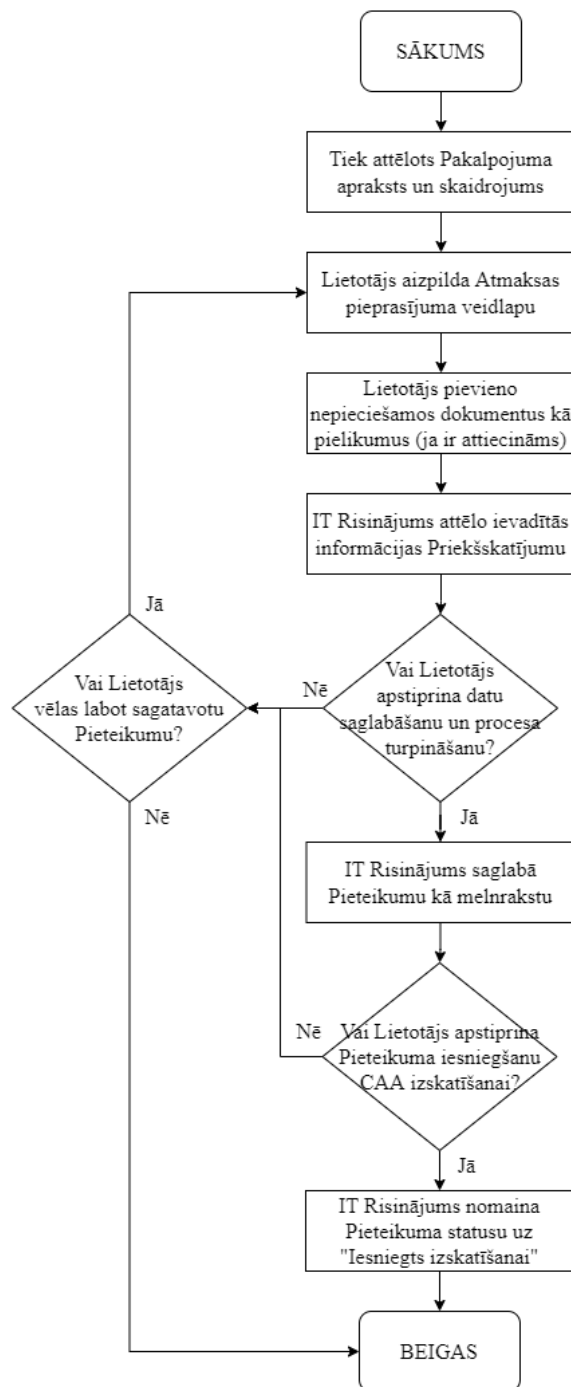 SĀKUMS
Tiek attēlots Pakalpojuma
apraksts un skaidrojums
Lietotājs aizpilda Atmaksas
pieprasījuma veidlapu
Lietotājs pievieno
nepieciešamos dokumentus kā
pielikumus (ja ir attiecināms)
IT Risinājums attēlo ievadītās
informācijas Priekšskatījumu
Jā
Vai Lietotājs
vēlas labot sagatavotu
Pieteikumu?
Nē
Nē
Vai Lietotājs
apstiprina datu
saglabāšanu un procesa
turpināšanu?
Jā
IT Risinājums saglabā
Pieteikumu kā melnrakstu
Nē
Vai Lietotājs apstiprina
Pieteikuma iesniegšanu
CAA izskatīšanai?
Jā
IT Risinājums nomaina
Pieteikuma statusu uz
"Iesniegts izskatīšanai"
BEIGAS